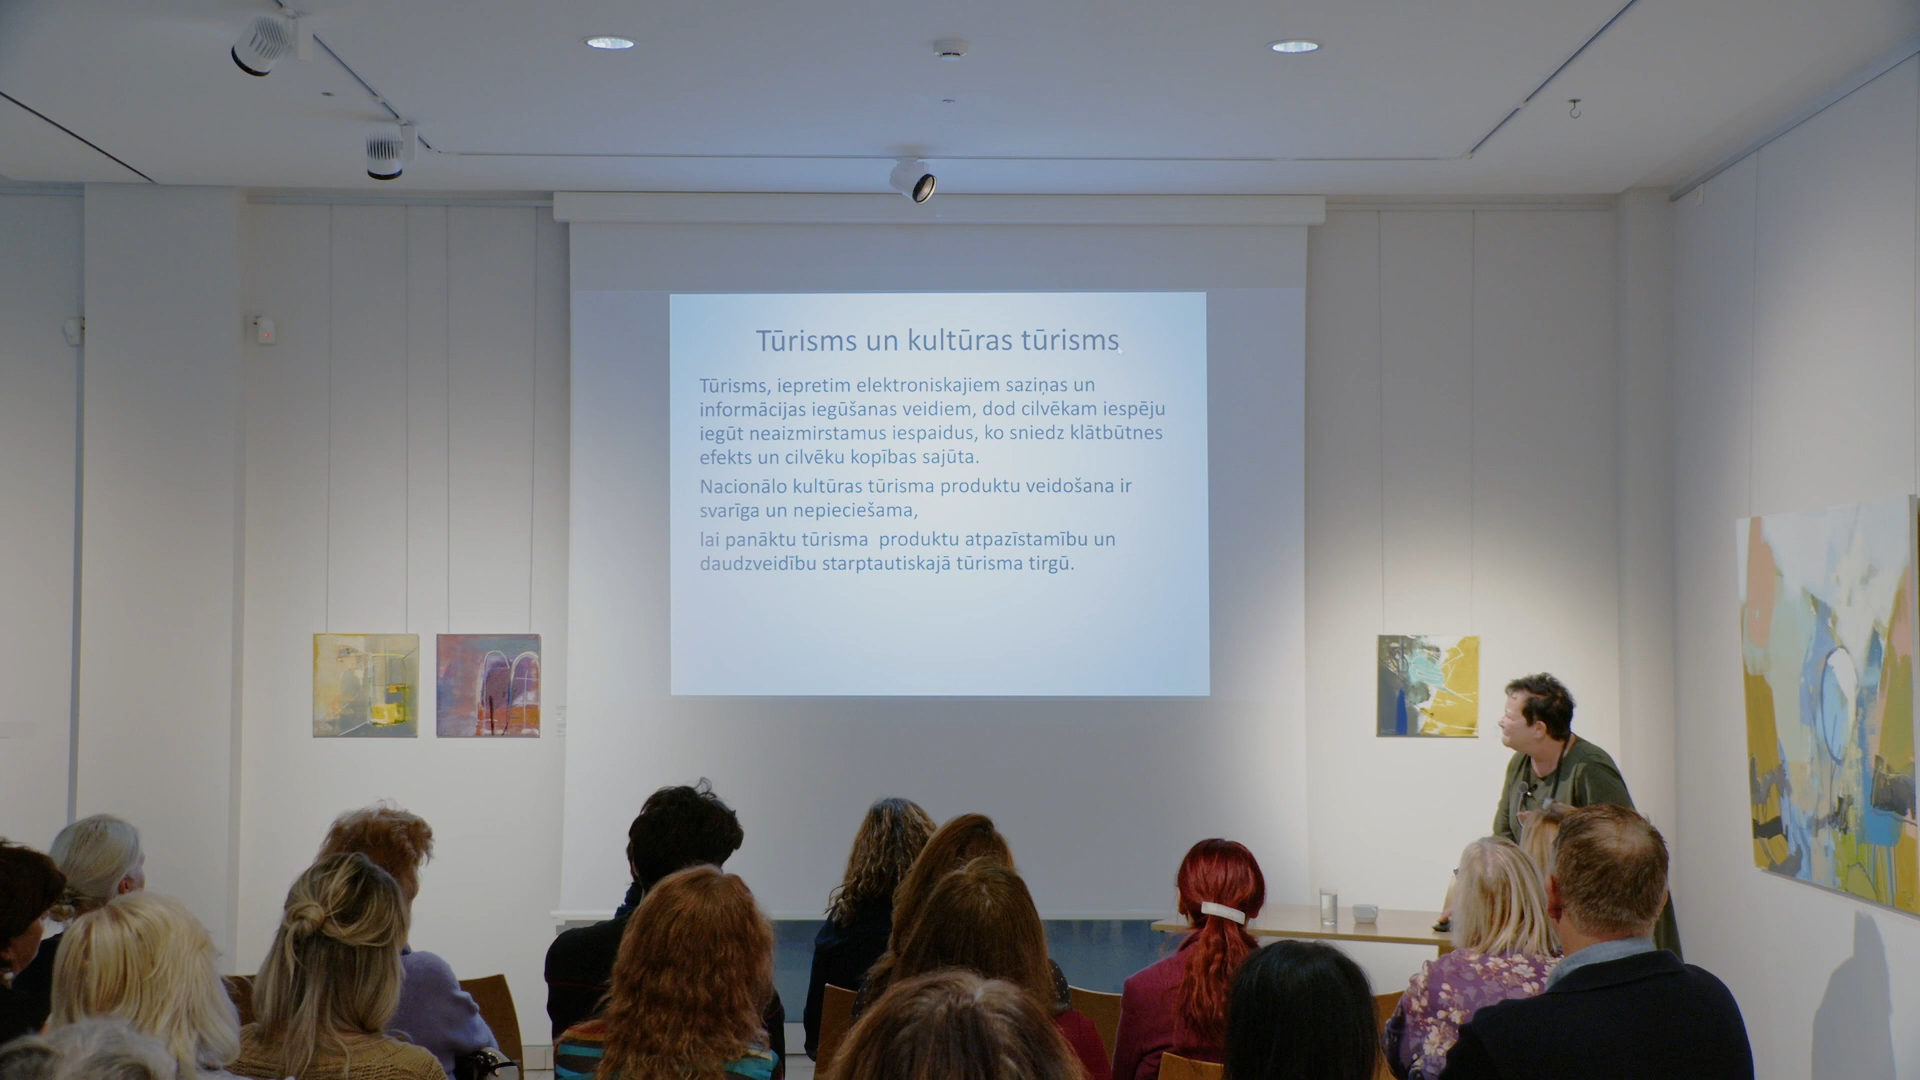 Tūrisms un kultūras tūrisms
Tūrisms, iepretim elektroniskajiem saziņas un
informācijas iegūšanas veidiem, dod cilvēkam iespēju
iegūt neaizmirstamus iespaidus, ko sniedz klātbūtnes
efekts un cilvēku kopības sajūta.
Nacionālo kultūras tūrisma produktu veidošana ir
svarīga un nepieciešama,
lai panāktu tūrisma  produktu atpazīstamību un
daudzveidību starptautiskajā tūrisma tirgū.